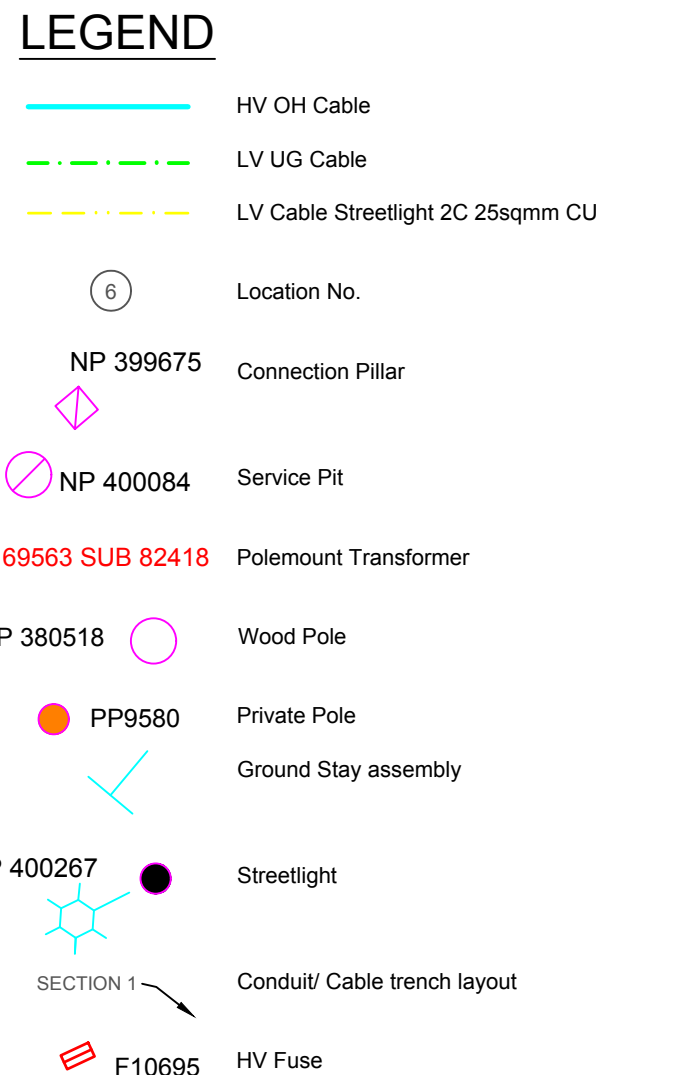 LEGEND
HV OH Cable
LV UG Cable
LV Cable Streetlight 2C 25sqmm CU
6 Location No.
NP 399675 Connection Pillar
NP 400084 Service Pit
69563 SUB 82418 Polemount Transformer
P 380518 Wood Pole
PP9580 Private Pole
Ground Stay assembly
400267 Streetlight
SECTION 1 Conduit/ Cable trench layout
F10695 HV Fuse